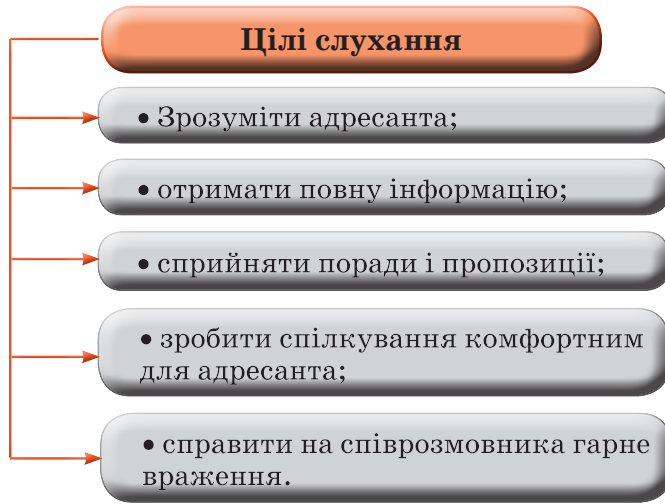 Цілі слухання
• Зрозуміти адресанта;
• отримати повну інформацію;
• сприйняти поради і пропозиції;
• зробити спілкування комфортним
для адресанта;
• справити на співрозмовника гарне
враження.